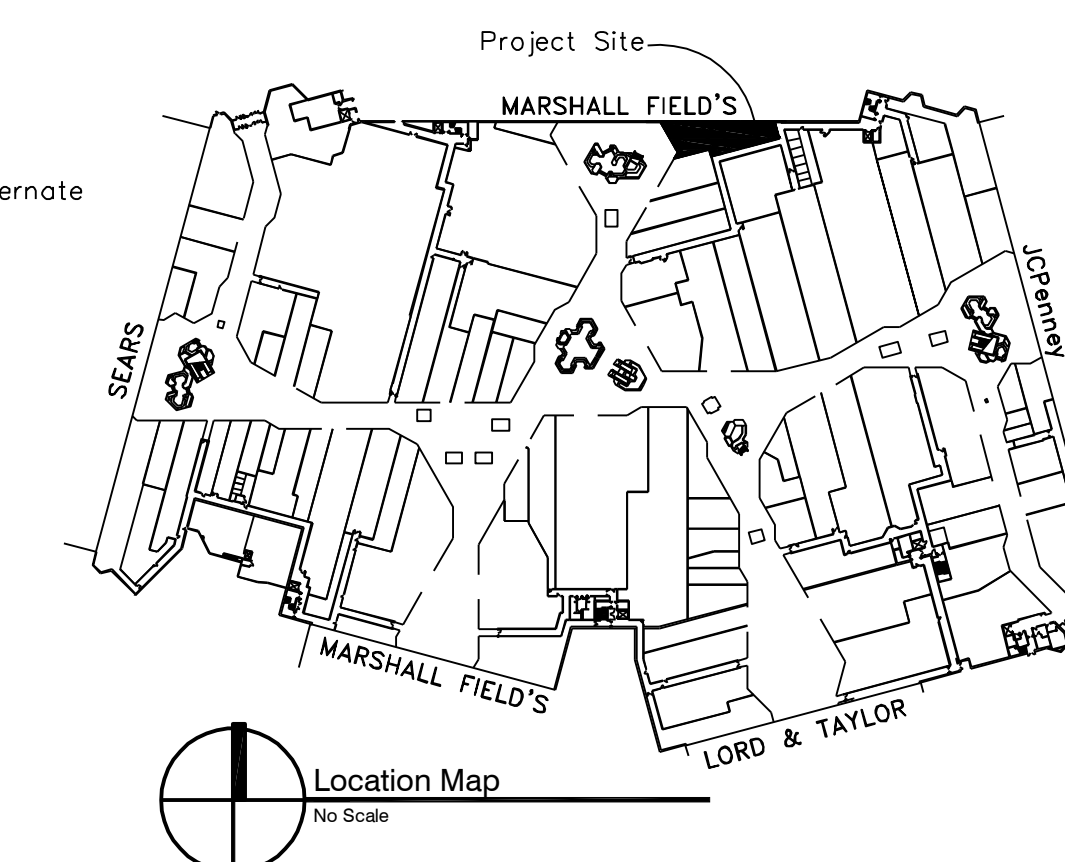 Project Site
MARSHALL FIELD'S
ernate
JCPenney
SEARS
MARSHALL FIELD'S
LORD & TAYLOR
Location Map
No Scale